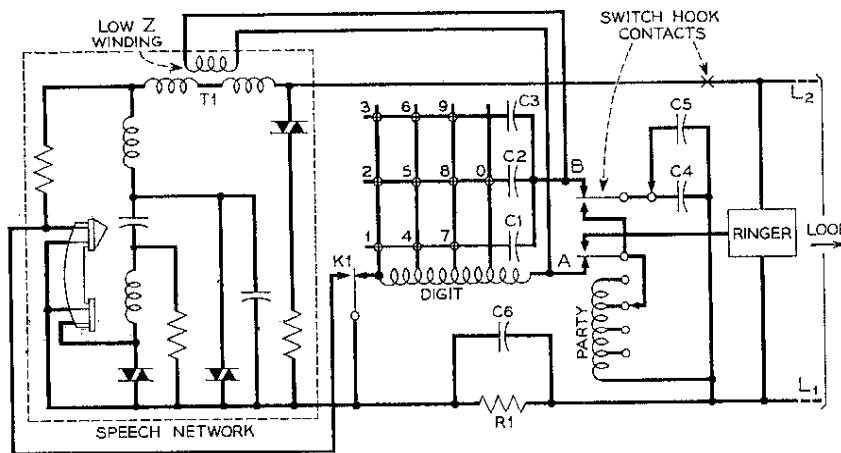 LOW Z
WINDING
SWITCH HOOK
CONTACTS
T1
L2
3 6 9 C3
C5
2 5 8 0 C2
B
C4
1 4 7 C1
RINGER
LOOP
K1
A
DIGIT
C6
PARTY
L1
R1
SPEECH NETWORK